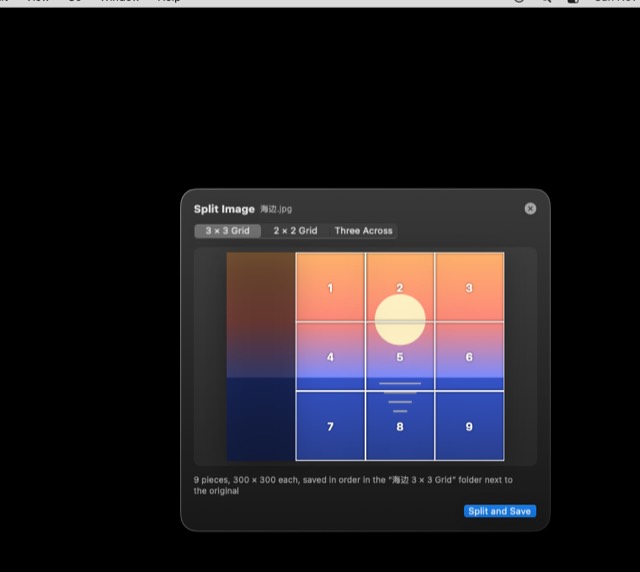 Split Image 海边.jpg
3 × 3 Grid 2 × 2 Grid Three Across
1 2 3
4 5 6
7 8 9
9 pieces, 300 × 300 each, saved in order in the “海边 3 × 3 Grid” folder next to
the original
Split and Save